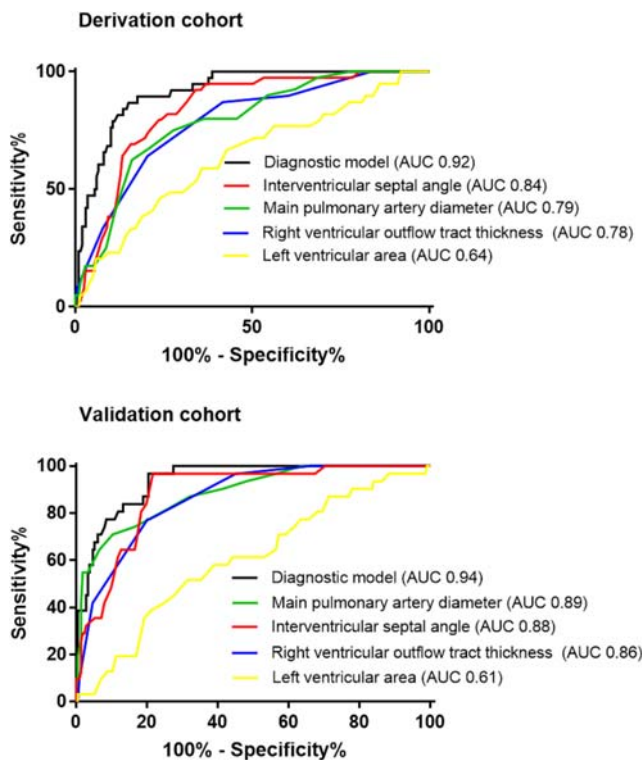 Derivation cohort
100
50
0
Sensitivity%
Diagnostic model (AUC 0.92)
Interventricular septal angle (AUC 0.84)
Main pulmonary artery diameter (AUC 0.79)
Right ventricular outflow tract thickness (AUC 0.78)
Left ventricular area (AUC 0.64)
0 50 100
100% - Specificity%
Validation cohort
100
80
60
40
20
0
Sensitivity%
Diagnostic model (AUC 0.94)
Main pulmonary artery diameter (AUC 0.89)
Interventricular septal angle (AUC 0.88)
Right ventricular outflow tract thickness (AUC 0.86)
Left ventricular area (AUC 0.61)
0 20 40 60 80 100
100% - Specificity%